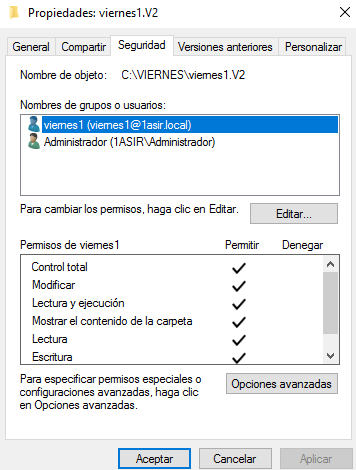 Propiedades: viernes1.V2
General Compartir Seguridad Versiones anteriores Personalizar
Nombre de objeto: C:\VIERNES\viernes1.V2
Nombres de grupos o usuarios:
viernes1 (viernes1@1asir.local)
Administrador (1ASIR\Administrador)
Para cambiar los permisos, haga clic en Editar. Editar...
Permisos de viernes1 Permitir Denegar
Control total
Modificar
Lectura y ejecución
Mostrar el contenido de la carpeta
Lectura
Escritura
Para especificar permisos especiales o
configuraciones avanzadas, haga clic
en Opciones avanzadas.
Opciones avanzadas
Aceptar Cancelar Aplicar